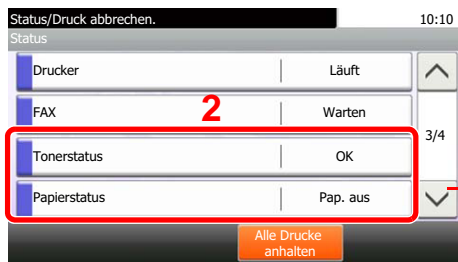 Status/Druck abbrechen. 10:10
Status
Drucker Läuft
FAX 2 Warten
3/4
Tonerstatus OK
Papierstatus Pap. aus
Alle Drucke
anhalten